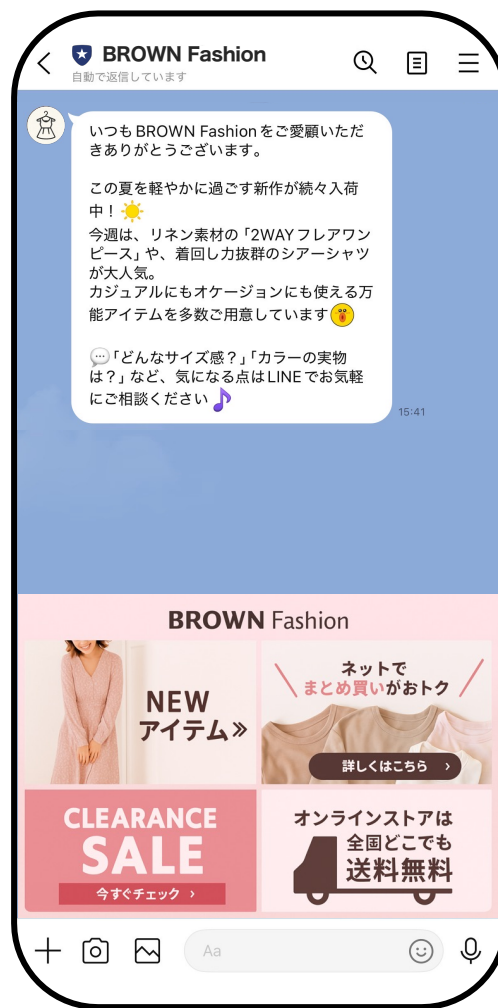 BROWN Fashion
自動で返信しています
いつもBROWN Fashionをご愛顧いただ
きありがとうございます。
この夏を軽やかに過ごす新作が続々入荷
中！
今週は、リネン素材の「2WAYフレアワン
ピース」や、着回し力抜群のシアーシャツ
が大人気。
カジュアルにもオケージョンにも使える万
能アイテムを多数ご用意しています
「どんなサイズ感？」「カラーの実物
は？」など、気になる点はLINEでお気軽
にご相談ください
15:41
BROWN Fashion
NEW
アイテム»
ネットで
まとめ買いがおトク
詳しくはこちら ›
CLEARANCE
SALE
今すぐチェック ›
オンラインストアは
全国どこでも
送料無料
Aa